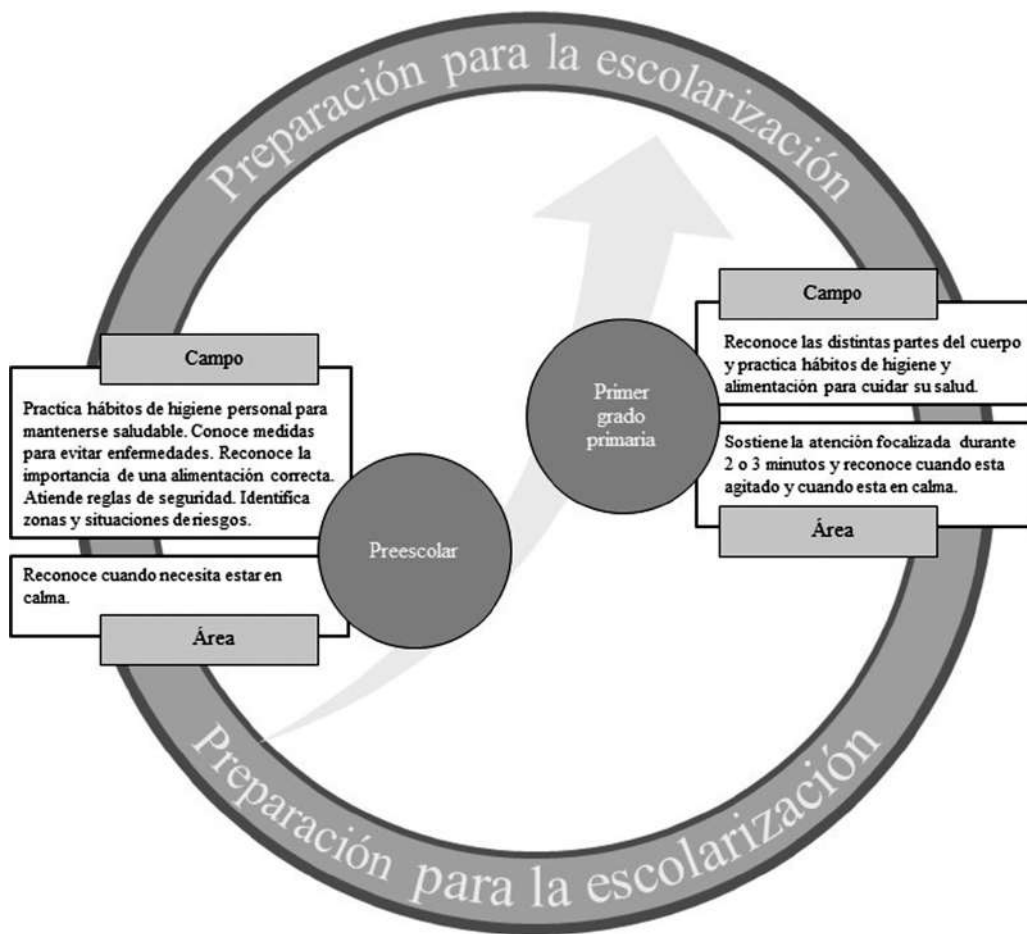 Preparación para la escolarización
Campo
Practica hábitos de higiene personal para
mantenerse saludable. Conoce medidas
para evitar enfermedades. Reconoce la
importancia de una alimentación correcta.
Atiende reglas de seguridad. Identifica
zonas y situaciones de riesgos.
Preescolar
Reconoce cuando necesita estar en
calma.
Área
Campo
Reconoce las distintas partes del cuerpo
y practica hábitos de higiene y
alimentación para cuidar su salud.
Primer
grado
primaria
Sostiene la atención focalizada durante
2 o 3 minutos y reconoce cuando esta
agitado y cuando esta en calma.
Área
Preparación para la escolarización